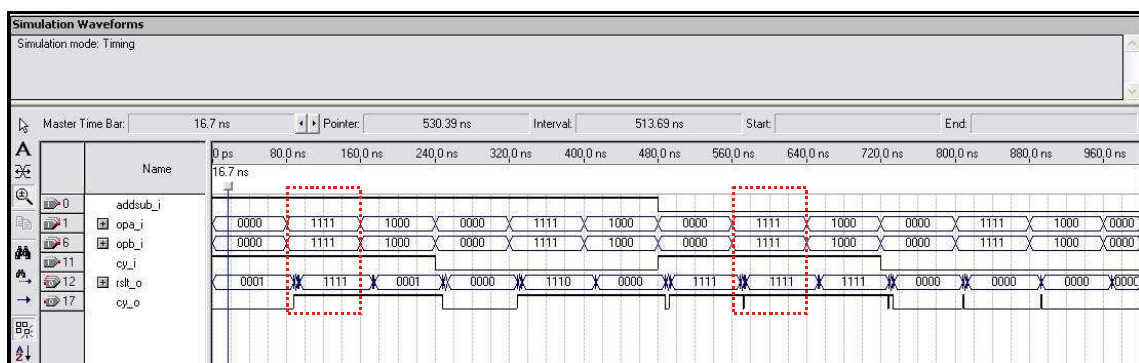 Simulation Waveforms
Simulation mode: Timing
Master Time Bar: 16.7 ns Pointer: 530.39 ns Interval: 513.69 ns Start: End:
Name 0 ps 80.0 ns 160.0 ns 240.0 ns 320.0 ns 400.0 ns 480.0 ns 560.0 ns 640.0 ns 720.0 ns 800.0 ns 880.0 ns 960.0 ns
16.7 ns
0 addsub_i
1 opa_i 0000 1111 1000 0000 1111 1000 0000 1111 1000 0000 1111 1000 0000
6 opb_i 0000 1111 1000 0000 1111 1000 0000 1111 1000 0000 1111 1000 0000
11 cy_i
12 rslt_o 0001 1111 0001 0000 1110 0000 1111 1111 1111 0000 0000 0000 0000
17 cy_o